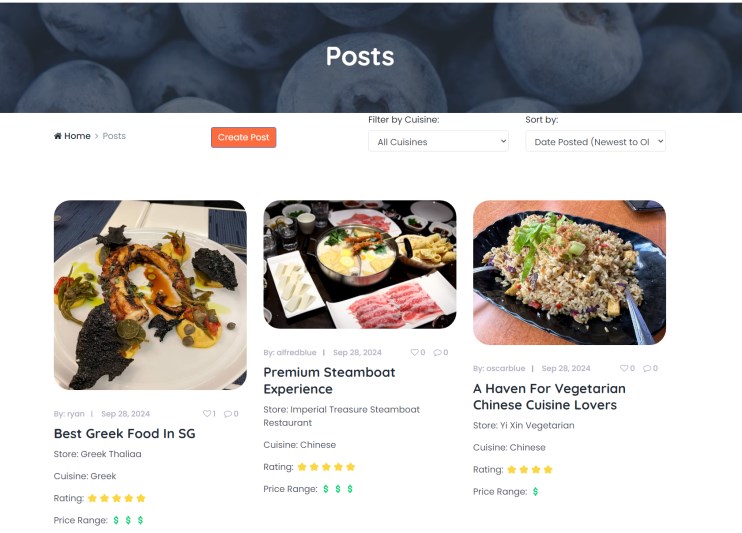 Posts
Home > Posts
Create Post
Filter by Cuisine:
All Cuisines
Sort by:
Date Posted (Newest to Ol
By: ryan | Sep 28, 2024 1 0
Best Greek Food In SG
Store: Greek Thaliaa
Cuisine: Greek
Rating:
Price Range: $ $ $
By: alfredblue | Sep 28, 2024 0 0
Premium Steamboat
Experience
Store: Imperial Treasure Steamboat
Restaurant
Cuisine: Chinese
Rating:
Price Range: $ $ $
By: oscarblue | Sep 28, 2024 0 0
A Haven For Vegetarian
Chinese Cuisine Lovers
Store: Yi Xin Vegetarian
Cuisine: Chinese
Rating:
Price Range: $